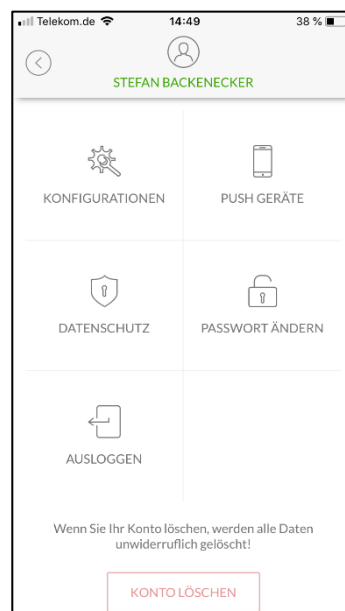 Telekom.de 14:49 38 %
STEFAN BACKENECKER
KONFIGURATIONEN PUSH GERÄTE
DATENSCHUTZ PASSWORT ÄNDERN
AUSLOGGEN
Wenn Sie Ihr Konto löschen, werden alle Daten
unwiderruflich gelöscht!
KONTO LÖSCHEN